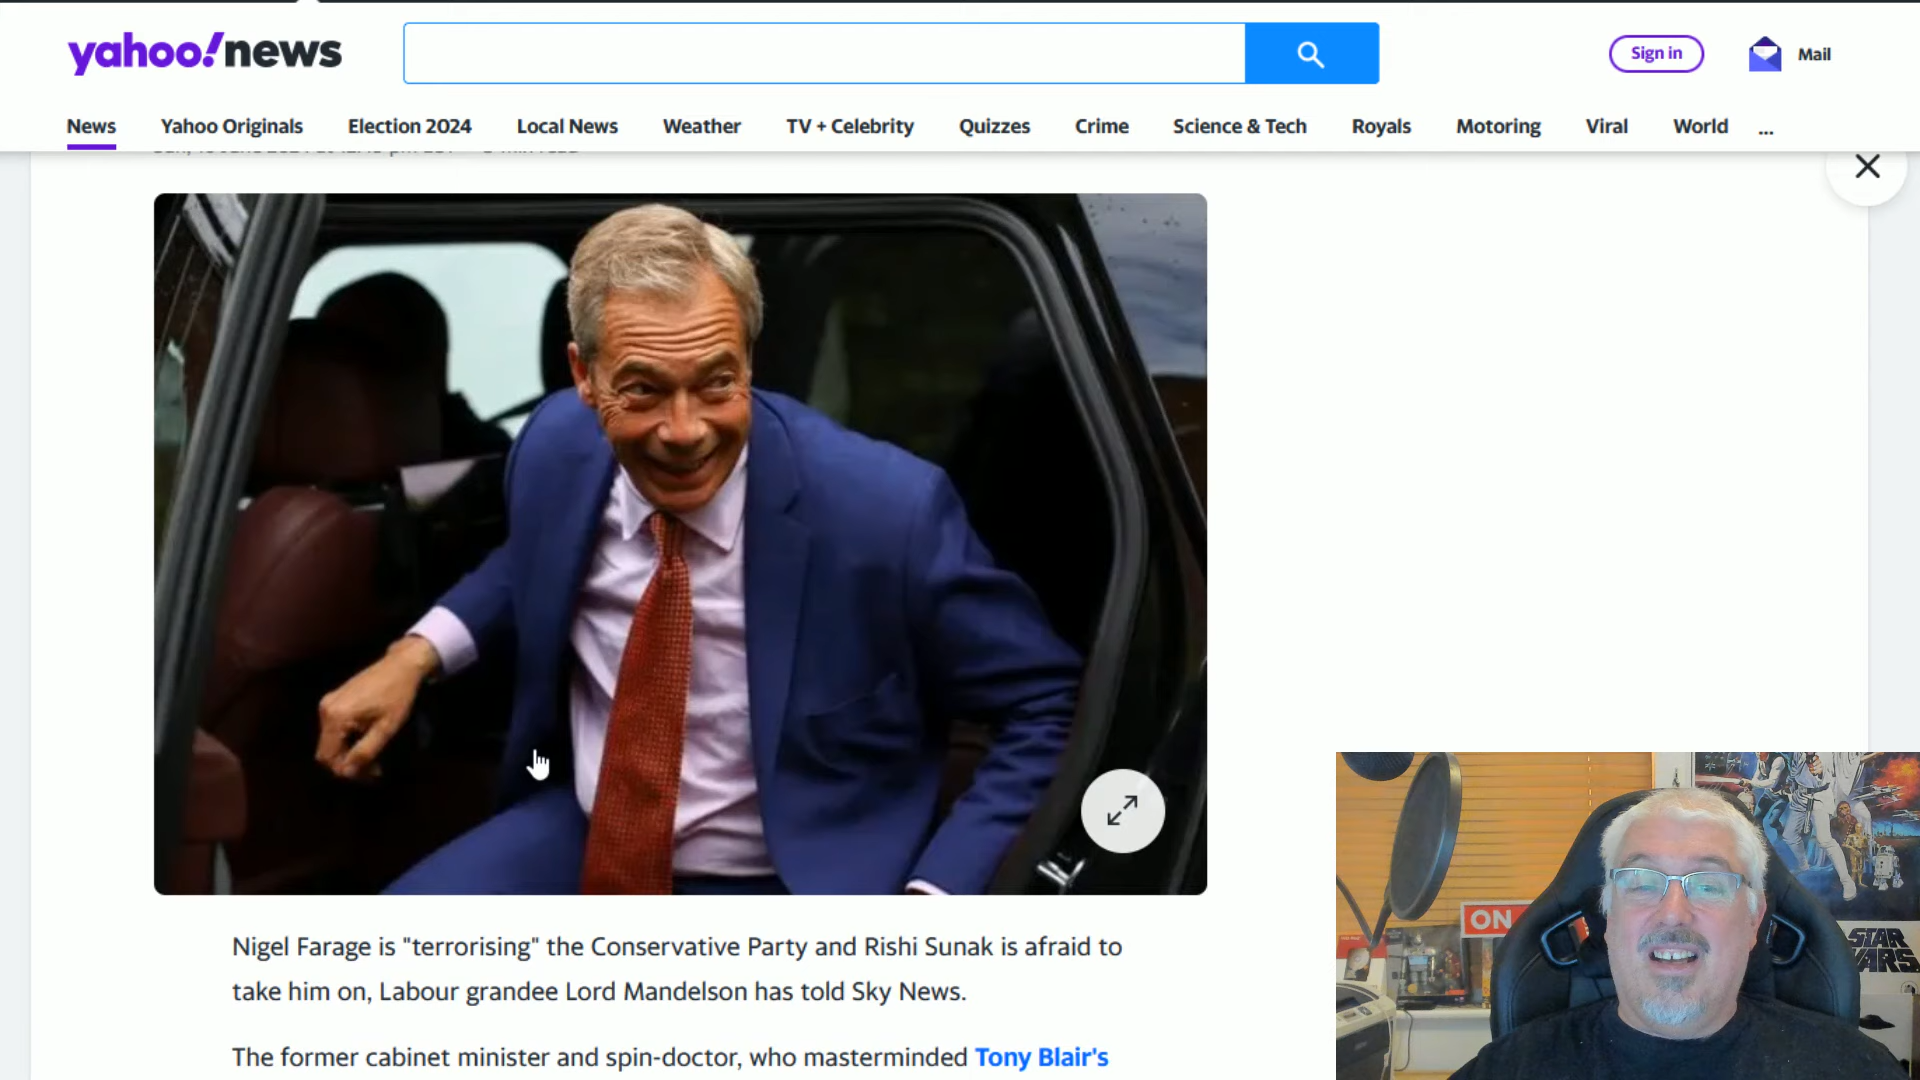 yahoo!news
Sign in
Mail
News Yahoo Originals Election 2024 Local News Weather TV + Celebrity Quizzes Crime Science & Tech Royals Motoring Viral World ...
Nigel Farage is "terrorising" the Conservative Party and Rishi Sunak is afraid to
take him on, Labour grandee Lord Mandelson has told Sky News.
The former cabinet minister and spin-doctor, who masterminded Tony Blair's
ON
STAR
WARS